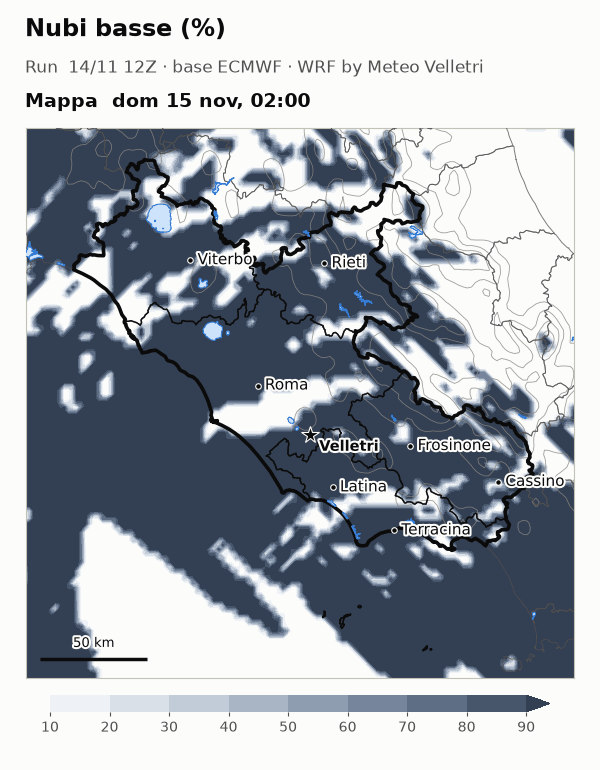 Nubi basse (%)
Run 14/11 12Z · base ECMWF · WRF by Meteo Velletri
Mappa dom 15 nov, 02:00
Viterbo
Rieti
Roma
Velletri
Frosinone
Latina
Cassino
Terracina
50 km
10 20 30 40 50 60 70 80 90